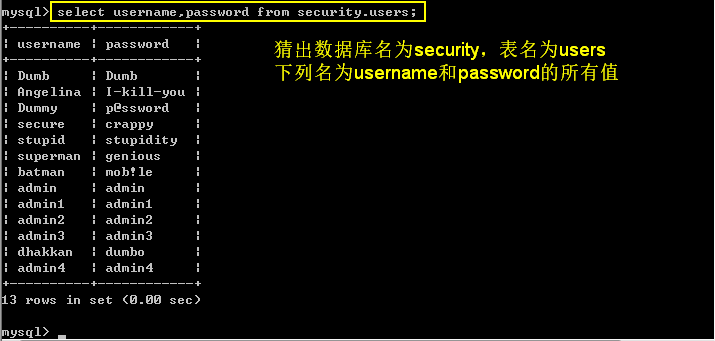 mysql> select username,password from security.users;
+-----------+------------+
| username | password |
+-----------+------------+
| Dumb | Dumb |
| Angelina | I-kill-you |
| Dummy | p@ssword |
| secure | crappy |
| stupid | stupidity |
| superman | genious |
| batman | mob!le |
| admin | admin |
| admin1 | admin1 |
| admin2 | admin2 |
| admin3 | admin3 |
| dhakkan | dumbo |
| admin4 | admin4 |
+-----------+------------+
13 rows in set (0.00 sec)
mysql> _
猜出数据库名为security，表名为users
下列名为username和password的所有值